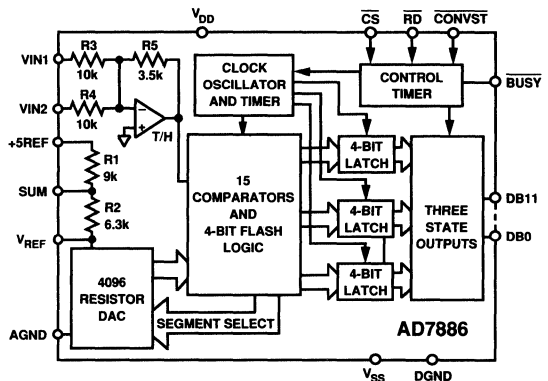 VDD
CS
RD
CONVST
VIN1
R3
10k
R5
3.5k
VIN2
R4
10k
T/H
CLOCK
OSCILLATOR
AND TIMER
CONTROL
TIMER
BUSY
+5REF
R1
9k
SUM
R2
6.3k
VREF
15
COMPARATORS
AND
4-BIT FLASH
LOGIC
4-BIT
LATCH
4-BIT
LATCH
4-BIT
LATCH
THREE
STATE
OUTPUTS
DB11
DB0
4096
RESISTOR
DAC
SEGMENT SELECT
AGND
AD7886
VSS
DGND